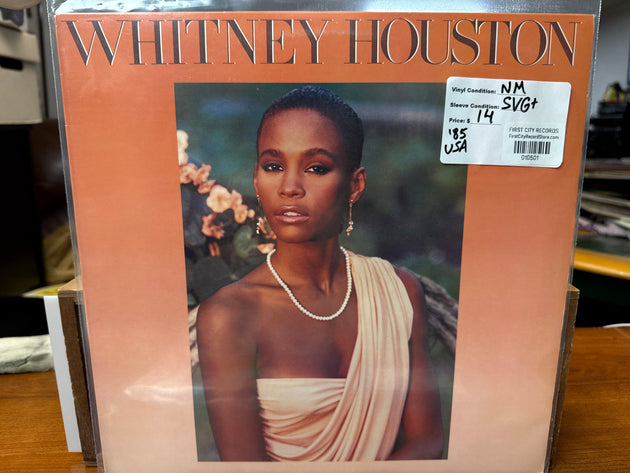 WHITNEY HOUSTON
Vinyl Condition: NM
Sleeve Condition: SVG+
Price: $ 14
'85
USA
FIRST CITY RECORDS
FirstCityRecordStore.com
010501